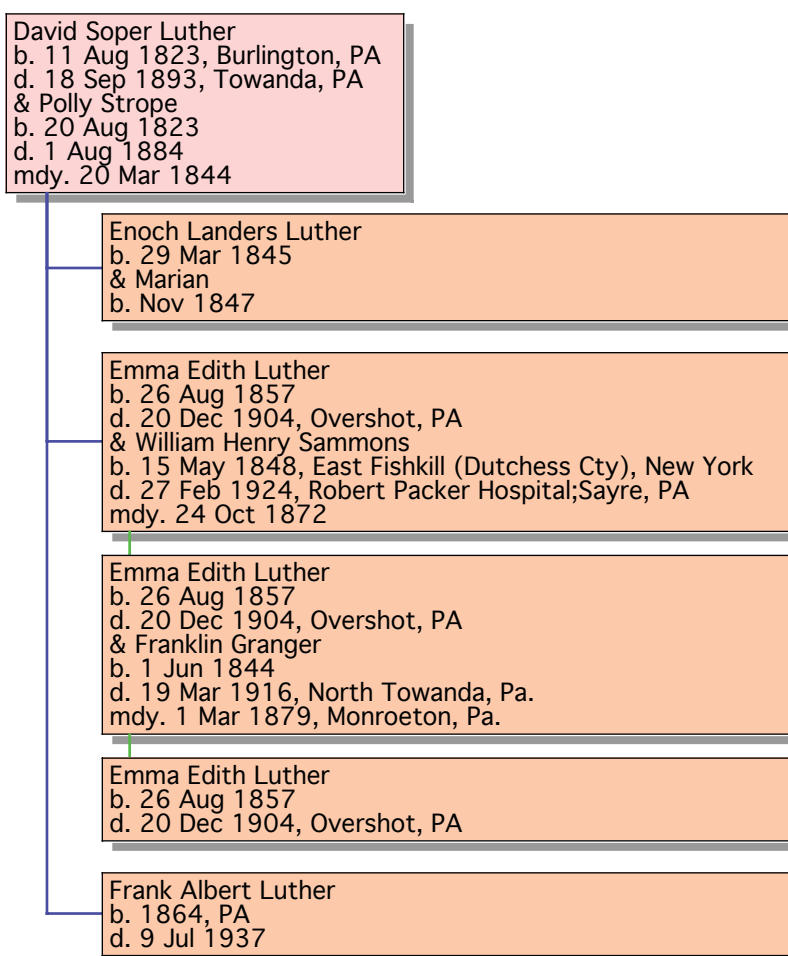 David Soper Luther
b. 11 Aug 1823, Burlington, PA
d. 18 Sep 1893, Towanda, PA
& Polly Strope
b. 20 Aug 1823
d. 1 Aug 1884
mdy. 20 Mar 1844
Enoch Landers Luther
b. 29 Mar 1845
& Marian
b. Nov 1847
Emma Edith Luther
b. 26 Aug 1857
d. 20 Dec 1904, Overshot, PA
& William Henry Sammons
b. 15 May 1848, East Fishkill (Dutchess Cty), New York
d. 27 Feb 1924, Robert Packer Hospital;Sayre, PA
mdy. 24 Oct 1872
Emma Edith Luther
b. 26 Aug 1857
d. 20 Dec 1904, Overshot, PA
& Franklin Granger
b. 1 Jun 1844
d. 19 Mar 1916, North Towanda, Pa.
mdy. 1 Mar 1879, Monroeton, Pa.
Emma Edith Luther
b. 26 Aug 1857
d. 20 Dec 1904, Overshot, PA
Frank Albert Luther
b. 1864, PA
d. 9 Jul 1937